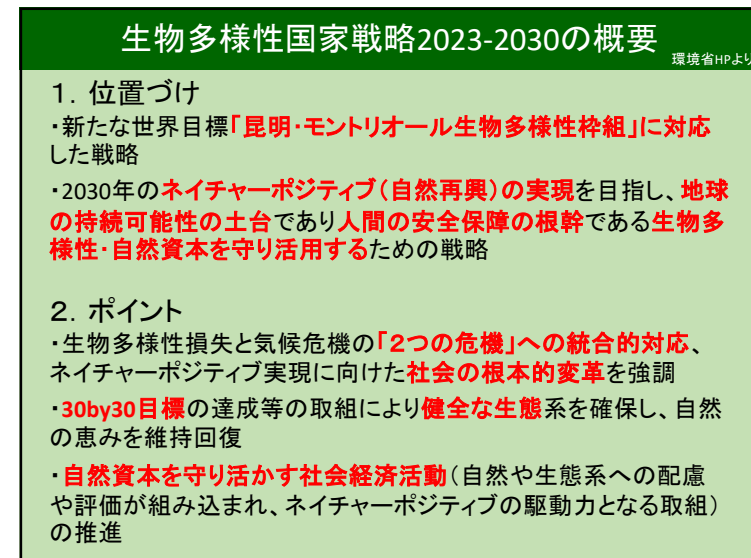 生物多様性国家戦略2023-2030の概要
環境省HPより
１．位置づけ
・新たな世界目標「昆明・モントリオール生物多様性枠組」に対応
した戦略
・2030年のネイチャーポジティブ（自然再興）の実現を目指し、地球
の持続可能性の土台であり人間の安全保障の根幹である生物多
様性・自然資本を守り活用するための戦略
２．ポイント
・生物多様性損失と気候危機の「２つの危機」への統合的対応、
ネイチャーポジティブ実現に向けた社会の根本的変革を強調
・30by30目標の達成等の取組により健全な生態系を確保し、自然
の恵みを維持回復
・自然資本を守り活かす社会経済活動（自然や生態系への配慮
や評価が組み込まれ、ネイチャーポジティブの駆動力となる取組）
の推進